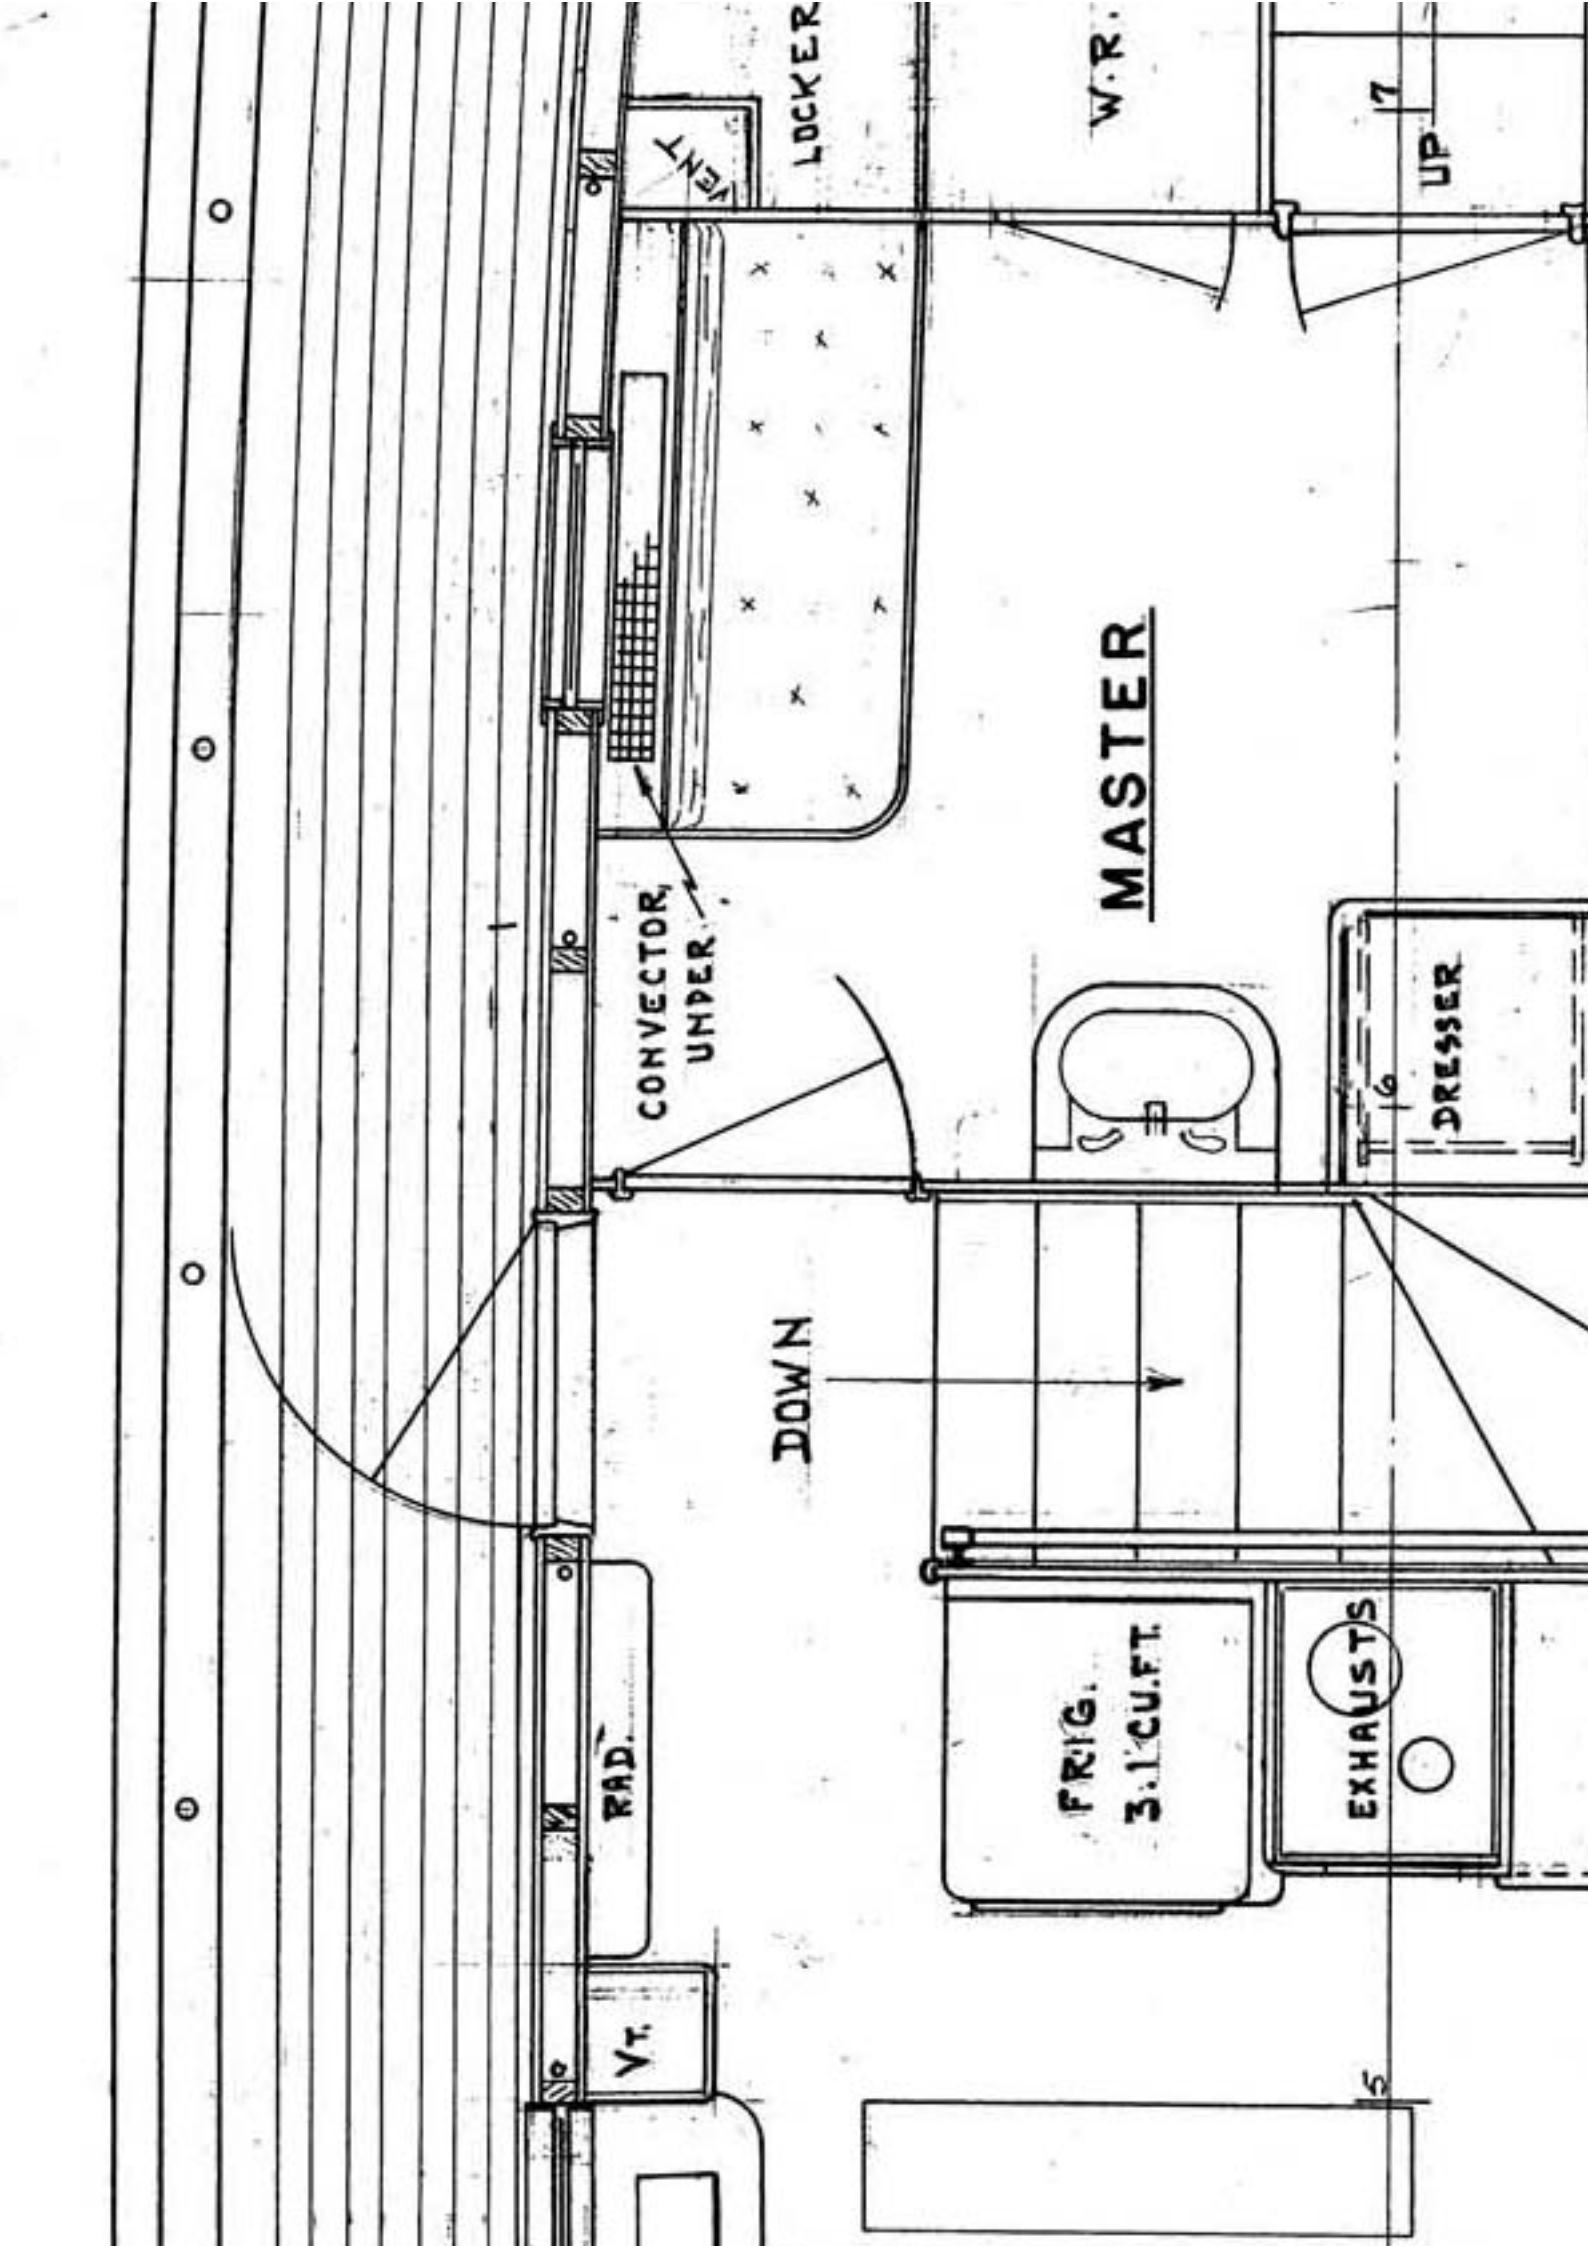 LOCKER
W.R.
7
UP
VENT
MASTER
CONVECTOR
UNDER
DRESSER
6
DOWN
RAD.
FRIG.
3.1 CU.FT.
EXHAUSTS
VT.
5